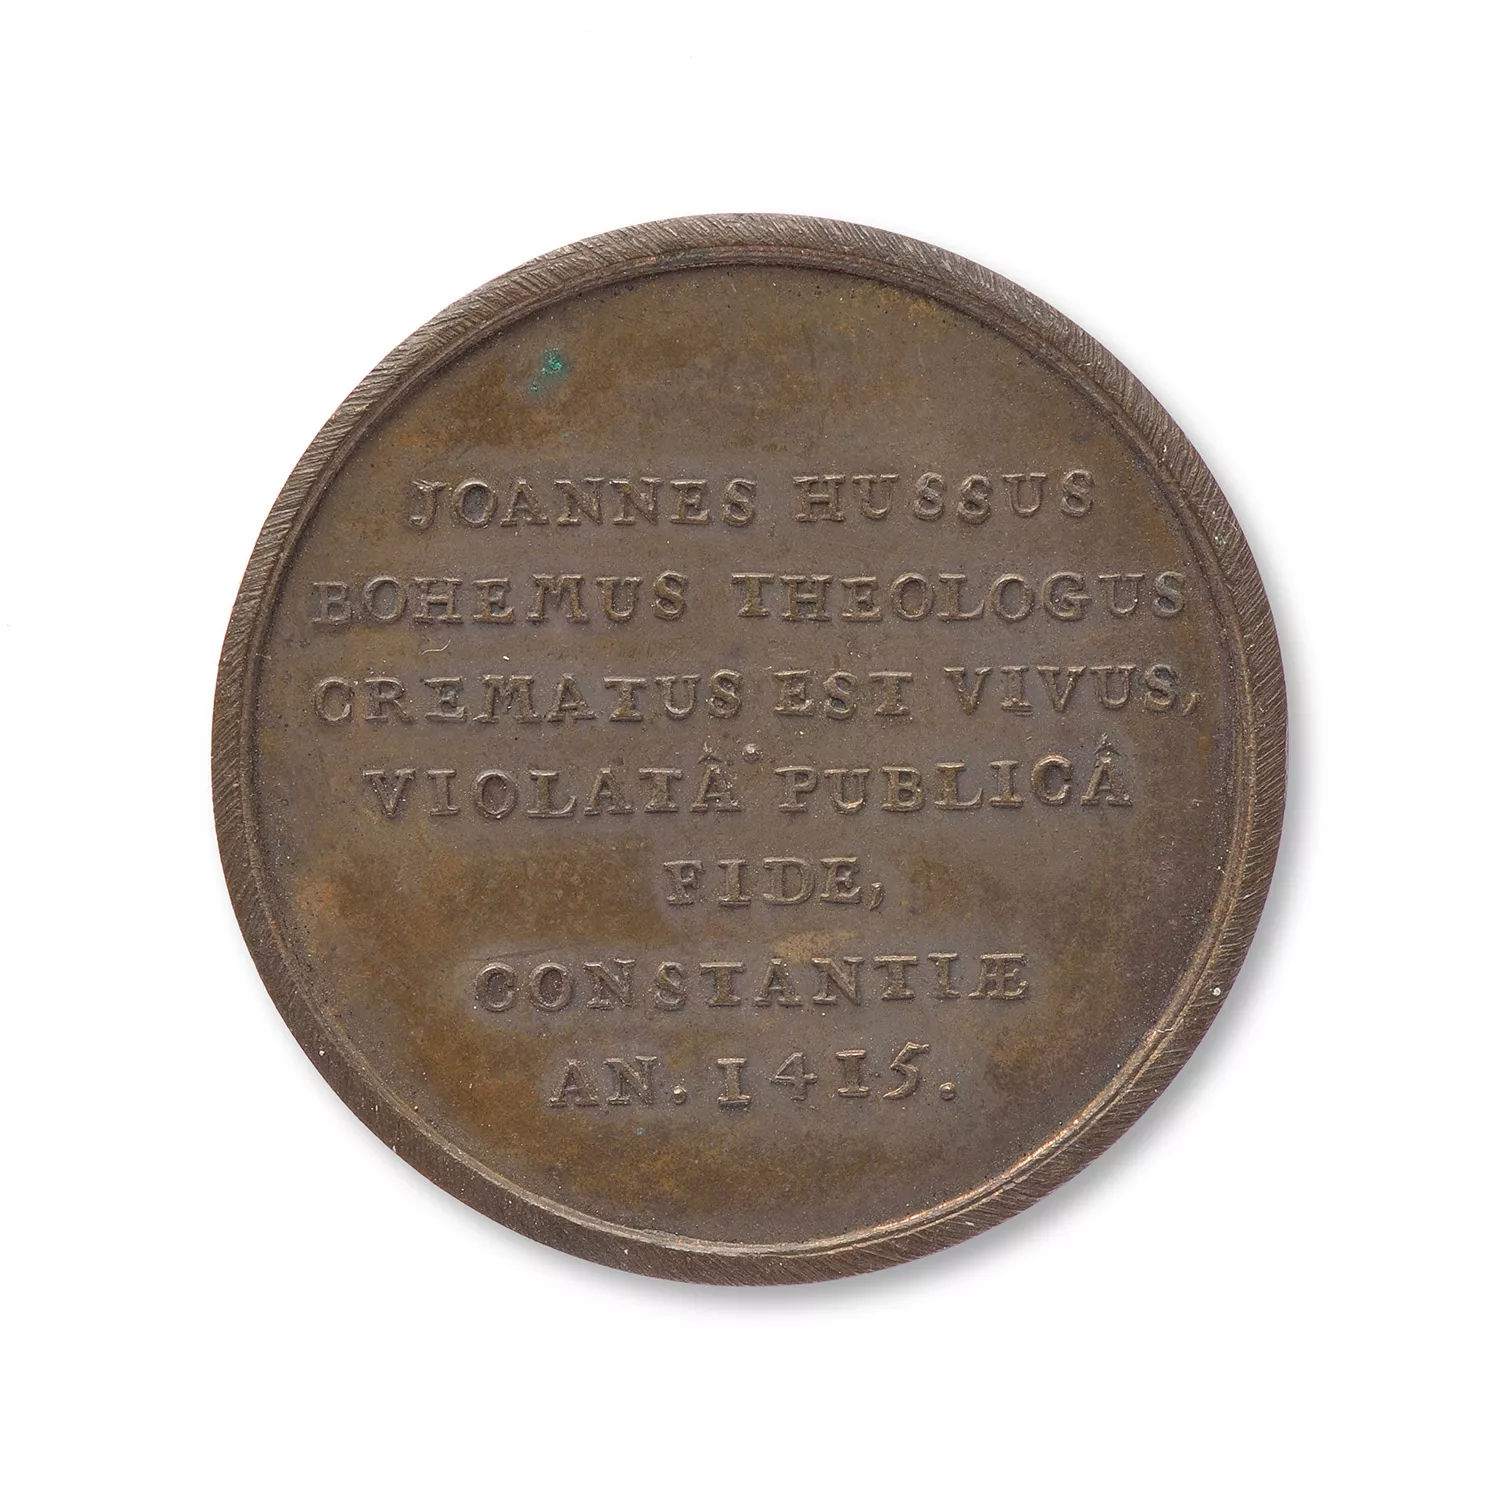 JOANNES HUSSUS
BOHEMUS THEOLOGUS
CREMATUS EST VIVUS,
VIOLATÂ PUBLICÂ
FIDE,
CONSTANTIÆ
AN. 1415.